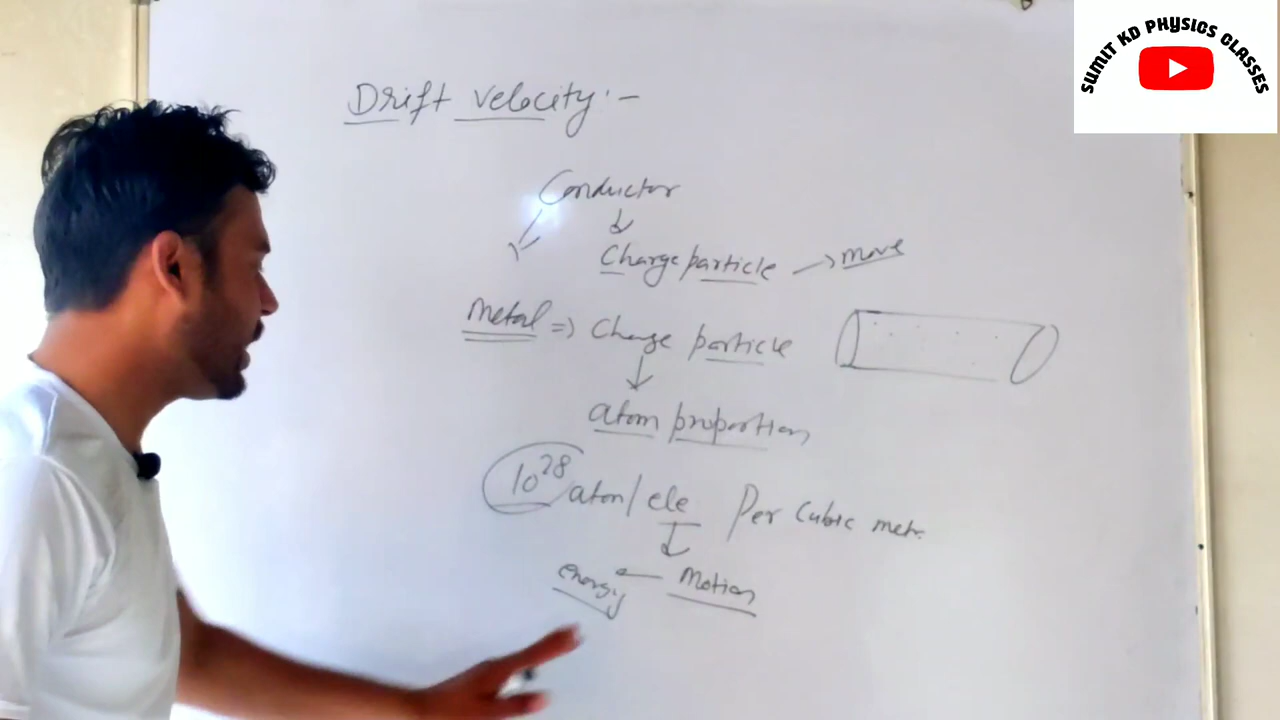 SUMIT KD PHYSICS CLASSES
Drift velocity :-
Conductor
Charge particle → move
Metal => Charge particle
atom proportion
10^28 atom/ele Per Cubic metr.
energy ← Motion